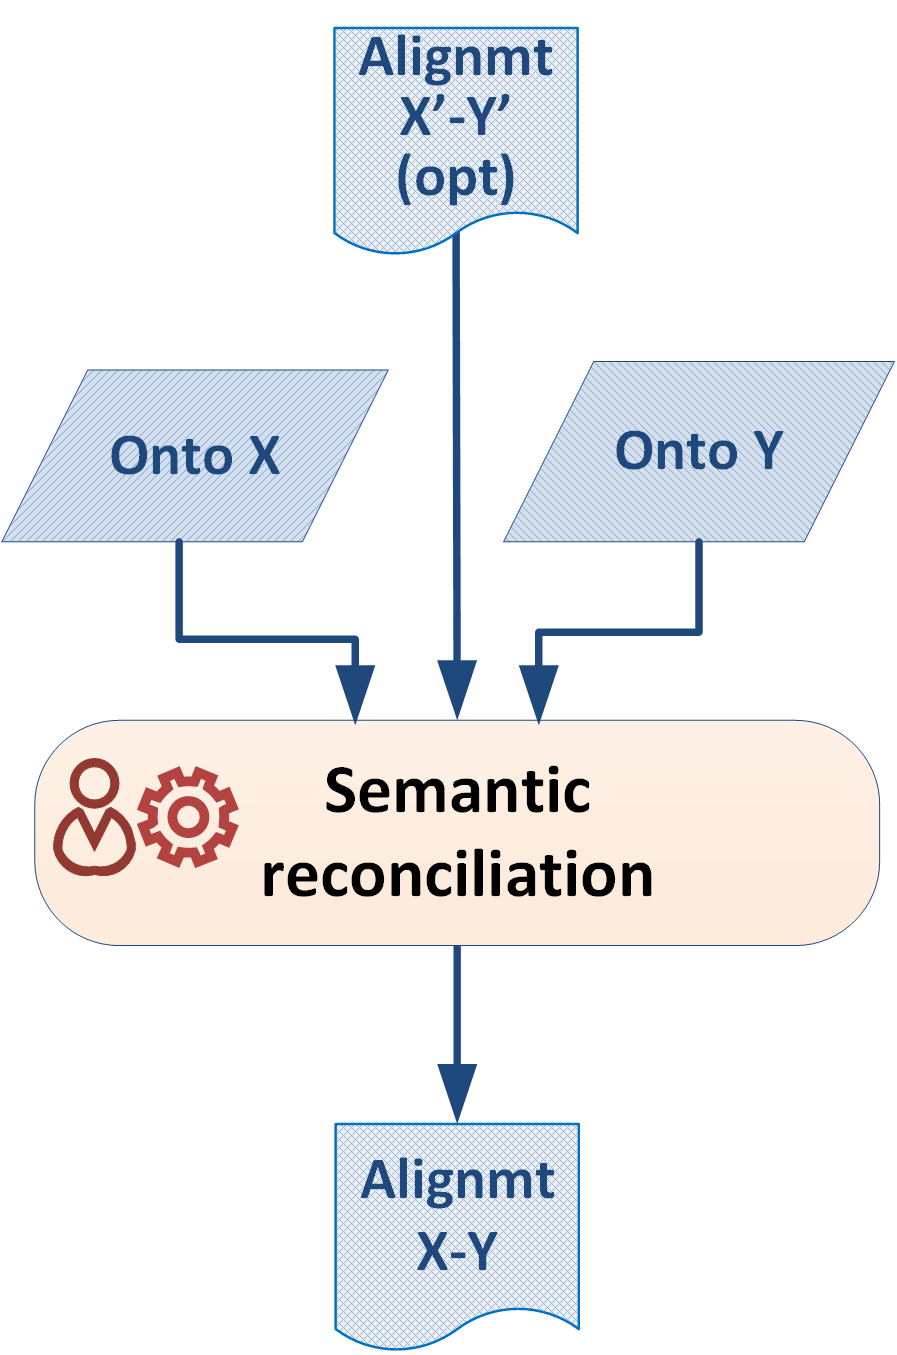 Alignmt
X’-Y’
(opt)
Onto X
Onto Y
Semantic
reconciliation
Alignmt
X-Y